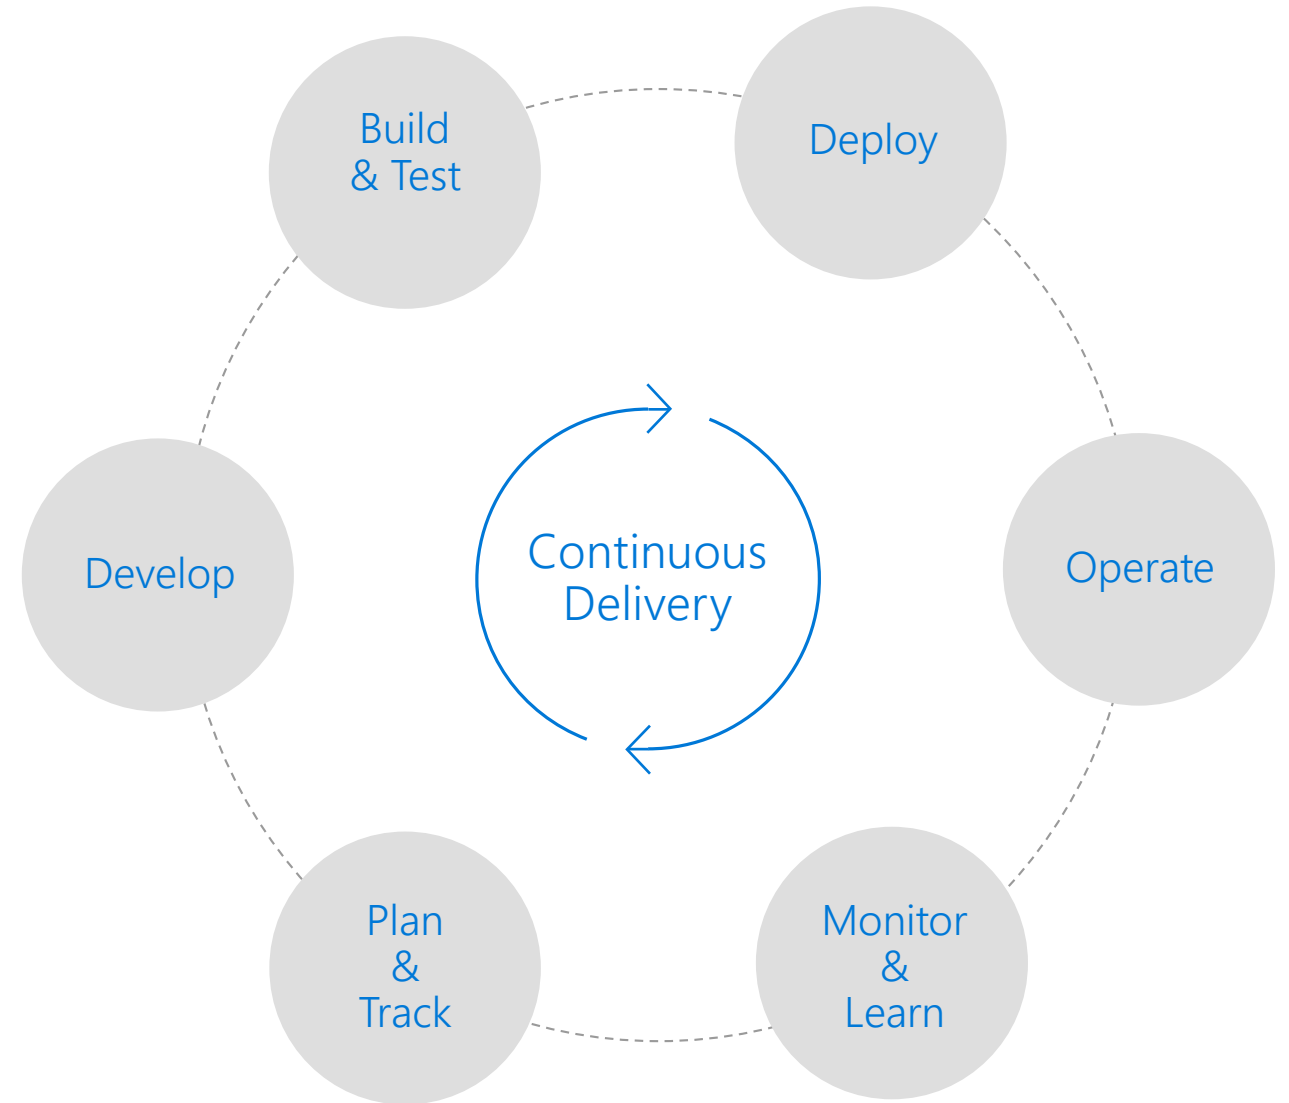 Build
& Test
Deploy
Develop
Continuous
Delivery
Operate
Plan
&
Track
Monitor
&
Learn